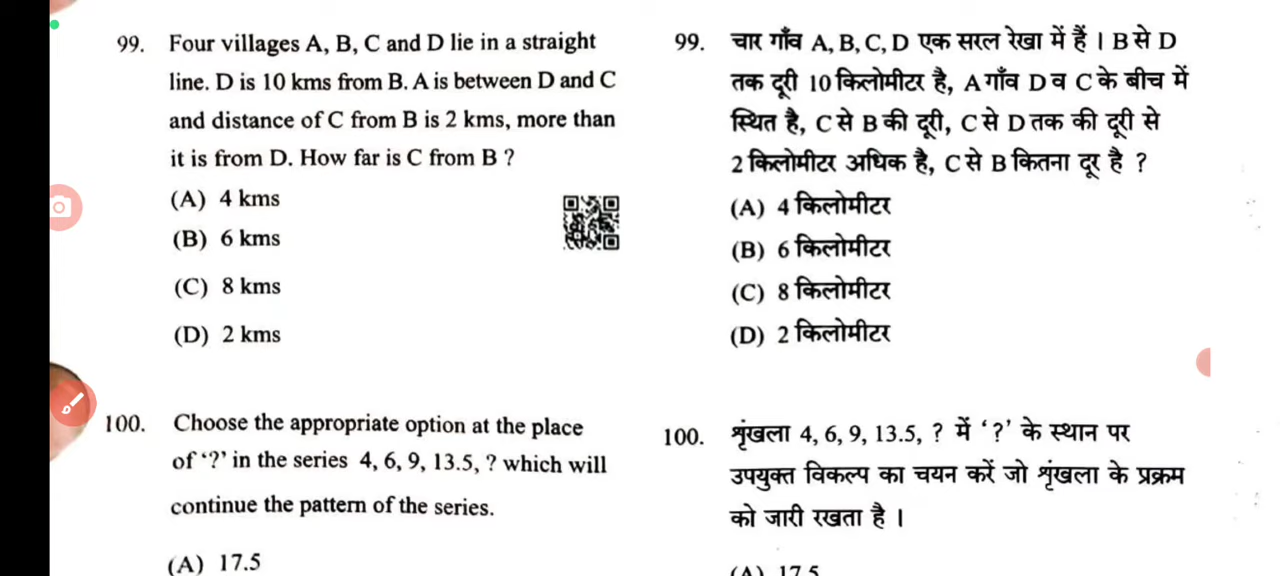 99. Four villages A, B, C and D lie in a straight
line. D is 10 kms from B. A is between D and C
and distance of C from B is 2 kms, more than
it is from D. How far is C from B ?
(A) 4 kms
(B) 6 kms
(C) 8 kms
(D) 2 kms
100. Choose the appropriate option at the place
of ‘?’ in the series 4, 6, 9, 13.5, ? which will
continue the pattern of the series.
(A) 17.5
99. चार गाँव A, B, C, D एक सरल रेखा में हैं । B से D
तक दूरी 10 किलोमीटर है, A गाँव D व C के बीच में
स्थित है, C से B की दूरी, C से D तक की दूरी से
2 किलोमीटर अधिक है, C से B कितना दूर है ?
(A) 4 किलोमीटर
(B) 6 किलोमीटर
(C) 8 किलोमीटर
(D) 2 किलोमीटर
100. शृंखला 4, 6, 9, 13.5, ? में ‘?’ के स्थान पर
उपयुक्त विकल्प का चयन करें जो शृंखला के प्रक्रम
को जारी रखता है ।
(A) 17.5